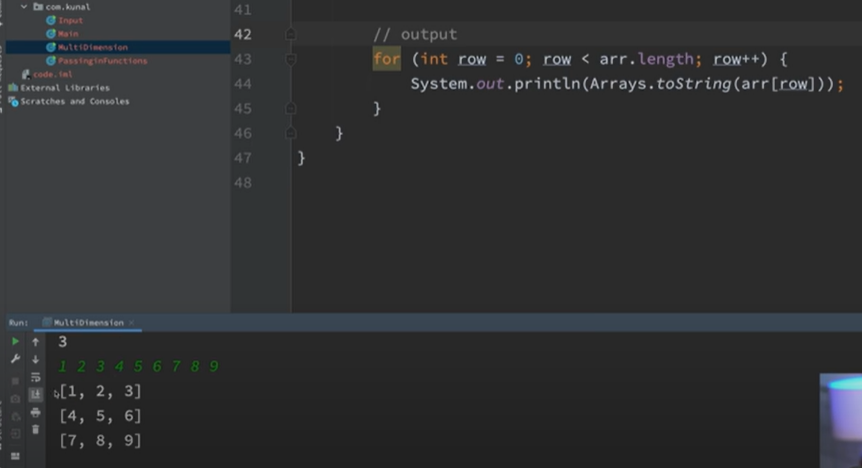 com.kunal
Input
Main
MultiDimension
PassinginFunctions
code.iml
External Libraries
Scratches and Consoles
41
42 // output
43 for (int row = 0; row < arr.length; row++) {
44 System.out.println(Arrays.toString(arr[row]));
45 }
46 }
47 }
48
Run: MultiDimension ×
3
1 2 3 4 5 6 7 8 9
[1, 2, 3]
[4, 5, 6]
[7, 8, 9]